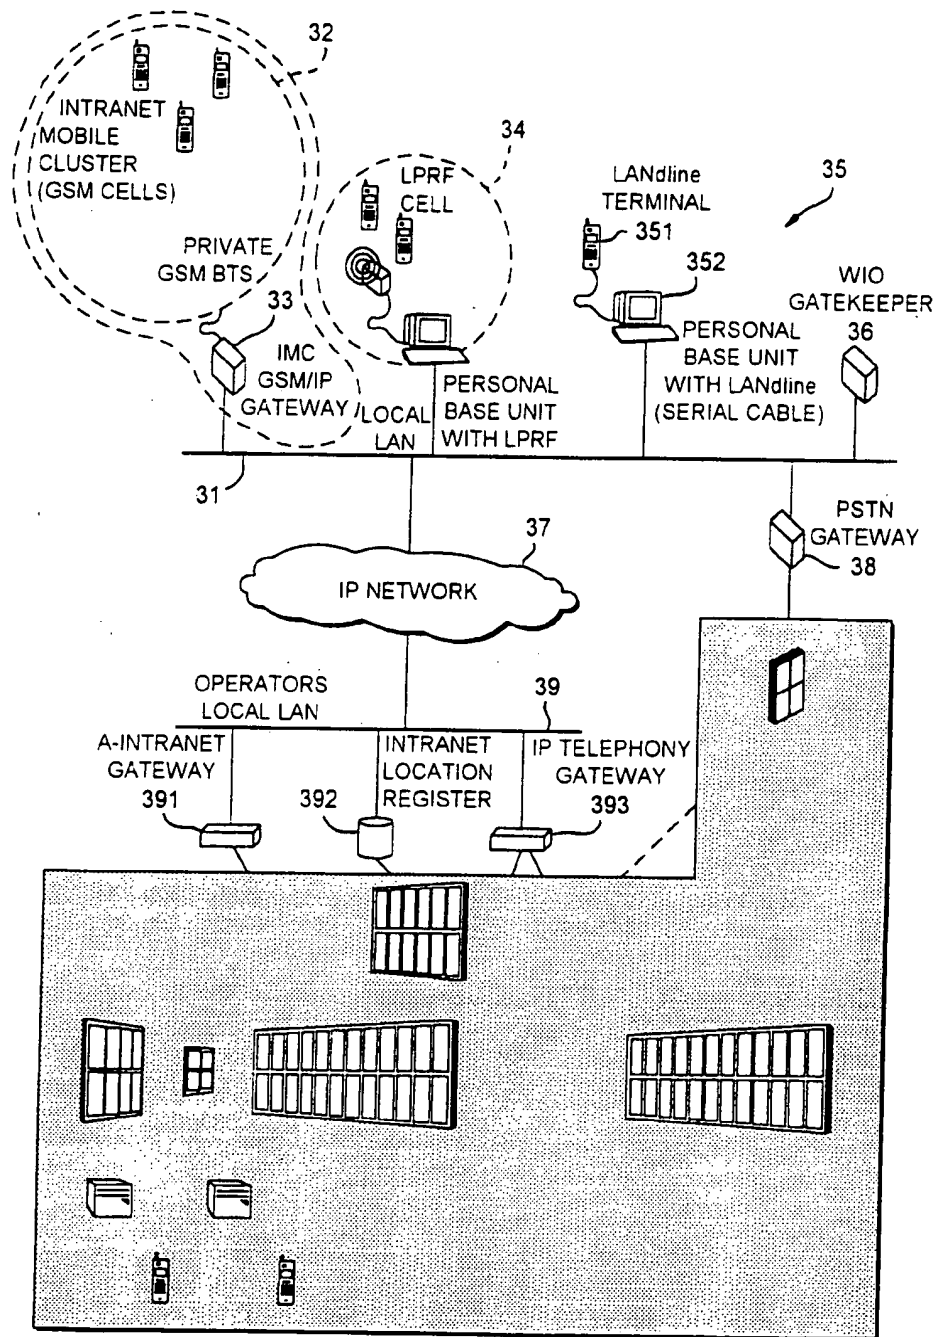 32
INTRANET
MOBILE
CLUSTER
(GSM CELLS)
PRIVATE
GSM BTS
33
IMC
GSM/IP
GATEWAY
34
LPRF
CELL
LOCAL
LAN
PERSONAL
BASE UNIT
WITH LPRF
LANdline
TERMINAL
351
352
35
PERSONAL
BASE UNIT
WITH LANdline
(SERIAL CABLE)
WIO
GATEKEEPER
36
31
37
IP NETWORK
PSTN
GATEWAY
38
OPERATORS
LOCAL LAN
39
A-INTRANET
GATEWAY
391
INTRANET
LOCATION
REGISTER
392
IP TELEPHONY
GATEWAY
393